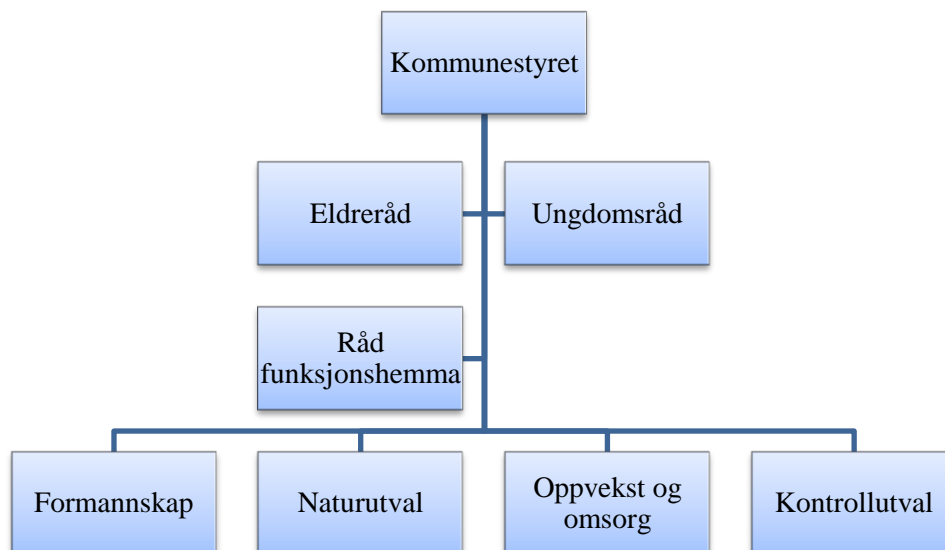 Kommunestyret
Eldreråd
Ungdomsråd
Råd
funksjonshemma
Formannskap
Naturutval
Oppvekst og
omsorg
Kontrollutval